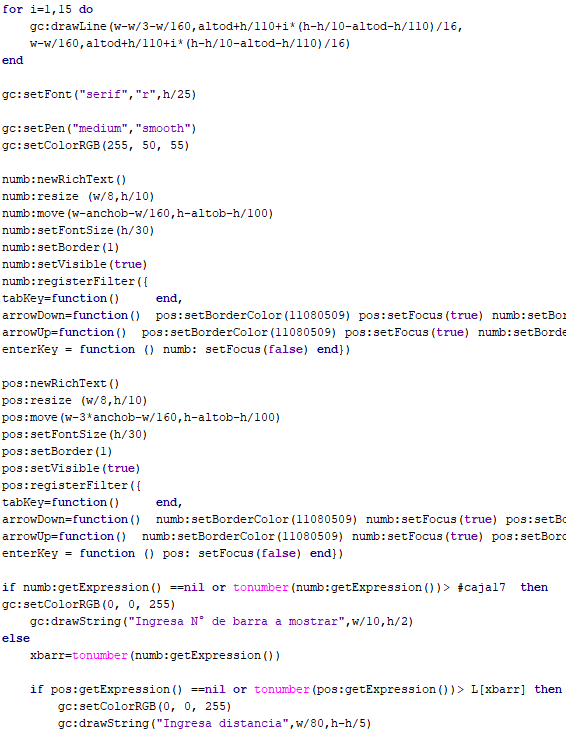 for i=1,15 do
gc:drawLine(w-w/3-w/160,altod+h/110+i*(h-h/10-altod-h/110)/16,
w-w/160,altod+h/110+i*(h-h/10-altod-h/110)/16)
end
gc:setFont("serif","r",h/25)
gc:setPen("medium","smooth")
gc:setColorRGB(255, 50, 55)
numb:newRichText()
numb:resize (w/8,h/10)
numb:move(w-anchob-w/160,h-altob-h/100)
numb:setFontSize(h/30)
numb:setBorder(1)
numb:setVisible(true)
numb:registerFilter({
tabKey=function() end,
arrowDown=function() pos:setBorderColor(11080509) pos:setFocus(true) numb:setBor
arrowUp=function() pos:setBorderColor(11080509) pos:setFocus(true) numb:setBorde
enterKey = function () numb: setFocus(false) end})
pos:newRichText()
pos:resize (w/8,h/10)
pos:move(w-3*anchob-w/160,h-altob-h/100)
pos:setFontSize(h/30)
pos:setBorder(1)
pos:setVisible(true)
pos:registerFilter({
tabKey=function() end,
arrowDown=function() numb:setBorderColor(11080509) numb:setFocus(true) pos:setBo
arrowUp=function() numb:setBorderColor(11080509) numb:setFocus(true) pos:setBord
enterKey = function () pos: setFocus(false) end})
if numb:getExpression() ==nil or tonumber(numb:getExpression())> #caja17 then
gc:setColorRGB(0, 0, 255)
gc:drawString("Ingresa N° de barra a mostrar",w/10,h/2)
else
xbarr=tonumber(numb:getExpression())
if pos:getExpression() ==nil or tonumber(pos:getExpression())> L[xbarr] then
gc:setColorRGB(0, 0, 255)
gc:drawString("Ingresa distancia",w/80,h-h/5)